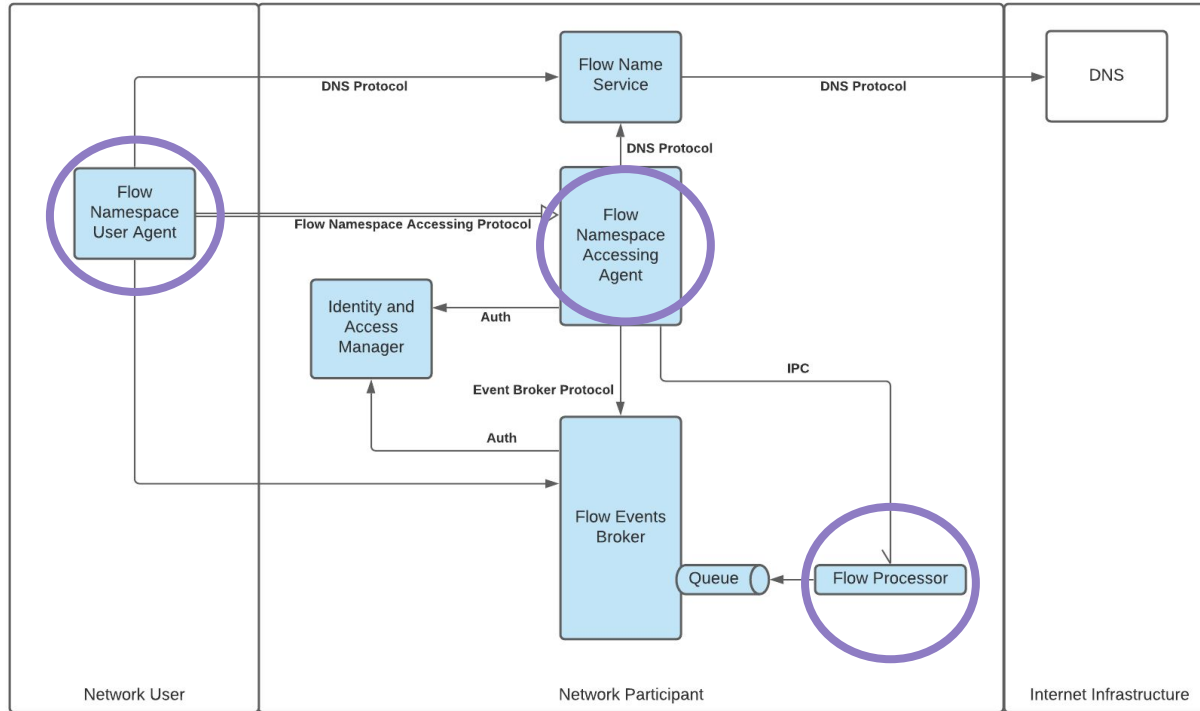 Flow Name
Service
DNS
DNS Protocol
DNS Protocol
DNS Protocol
Flow
Namespace
User Agent
Flow Namespace Accessing Protocol
Flow
Namespace
Accessing
Agent
Identity and
Access
Manager
Auth
IPC
Event Broker Protocol
Auth
Flow Events
Broker
Queue
Flow Processor
Network User
Network Participant
Internet Infrastructure